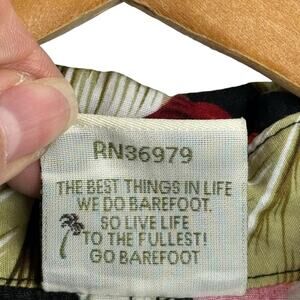 RN36979
THE BEST THINGS IN LIFE
WE DO BAREFOOT.
SO LIVE LIFE
TO THE FULLEST!
GO BAREFOOT